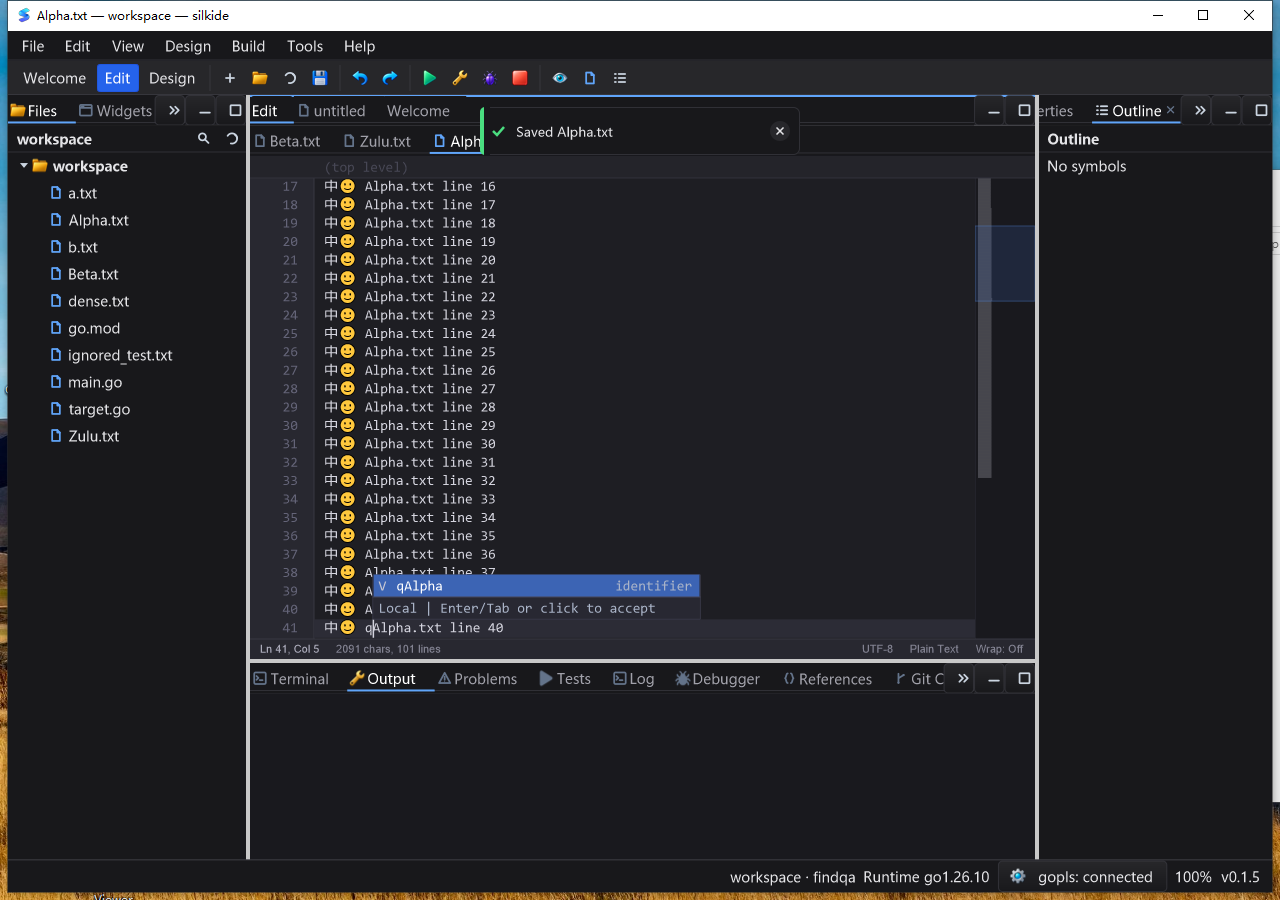 Alpha.txt — workspace — silkide
File Edit View Design Build Tools Help
Welcome Edit Design
Files Widgets
Edit untitled Welcome
erties Outline
workspace
Beta.txt Zulu.txt Alph
Saved Alpha.txt
Outline
No symbols
workspace
a.txt
Alpha.txt
b.txt
Beta.txt
dense.txt
go.mod
ignored_test.txt
main.go
target.go
Zulu.txt
(top level)
17 中🙂 Alpha.txt line 16
18 中🙂 Alpha.txt line 17
19 中🙂 Alpha.txt line 18
20 中🙂 Alpha.txt line 19
21 中🙂 Alpha.txt line 20
22 中🙂 Alpha.txt line 21
23 中🙂 Alpha.txt line 22
24 中🙂 Alpha.txt line 23
25 中🙂 Alpha.txt line 24
26 中🙂 Alpha.txt line 25
27 中🙂 Alpha.txt line 26
28 中🙂 Alpha.txt line 27
29 中🙂 Alpha.txt line 28
30 中🙂 Alpha.txt line 29
31 中🙂 Alpha.txt line 30
32 中🙂 Alpha.txt line 31
33 中🙂 Alpha.txt line 32
34 中🙂 Alpha.txt line 33
35 中🙂 Alpha.txt line 34
36 中🙂 Alpha.txt line 35
37 中🙂 Alpha.txt line 36
38 中🙂 Alpha.txt line 37
39 中🙂 A
40 中🙂 A
41 中🙂 qAlpha.txt line 40
V qAlpha identifier
Local | Enter/Tab or click to accept
Ln 41, Col 5 2091 chars, 101 lines UTF-8 Plain Text Wrap: Off
Terminal Output Problems Tests Log Debugger References Git C
workspace · findqa Runtime go1.26.10 gopls: connected 100% v0.1.5
Viewer